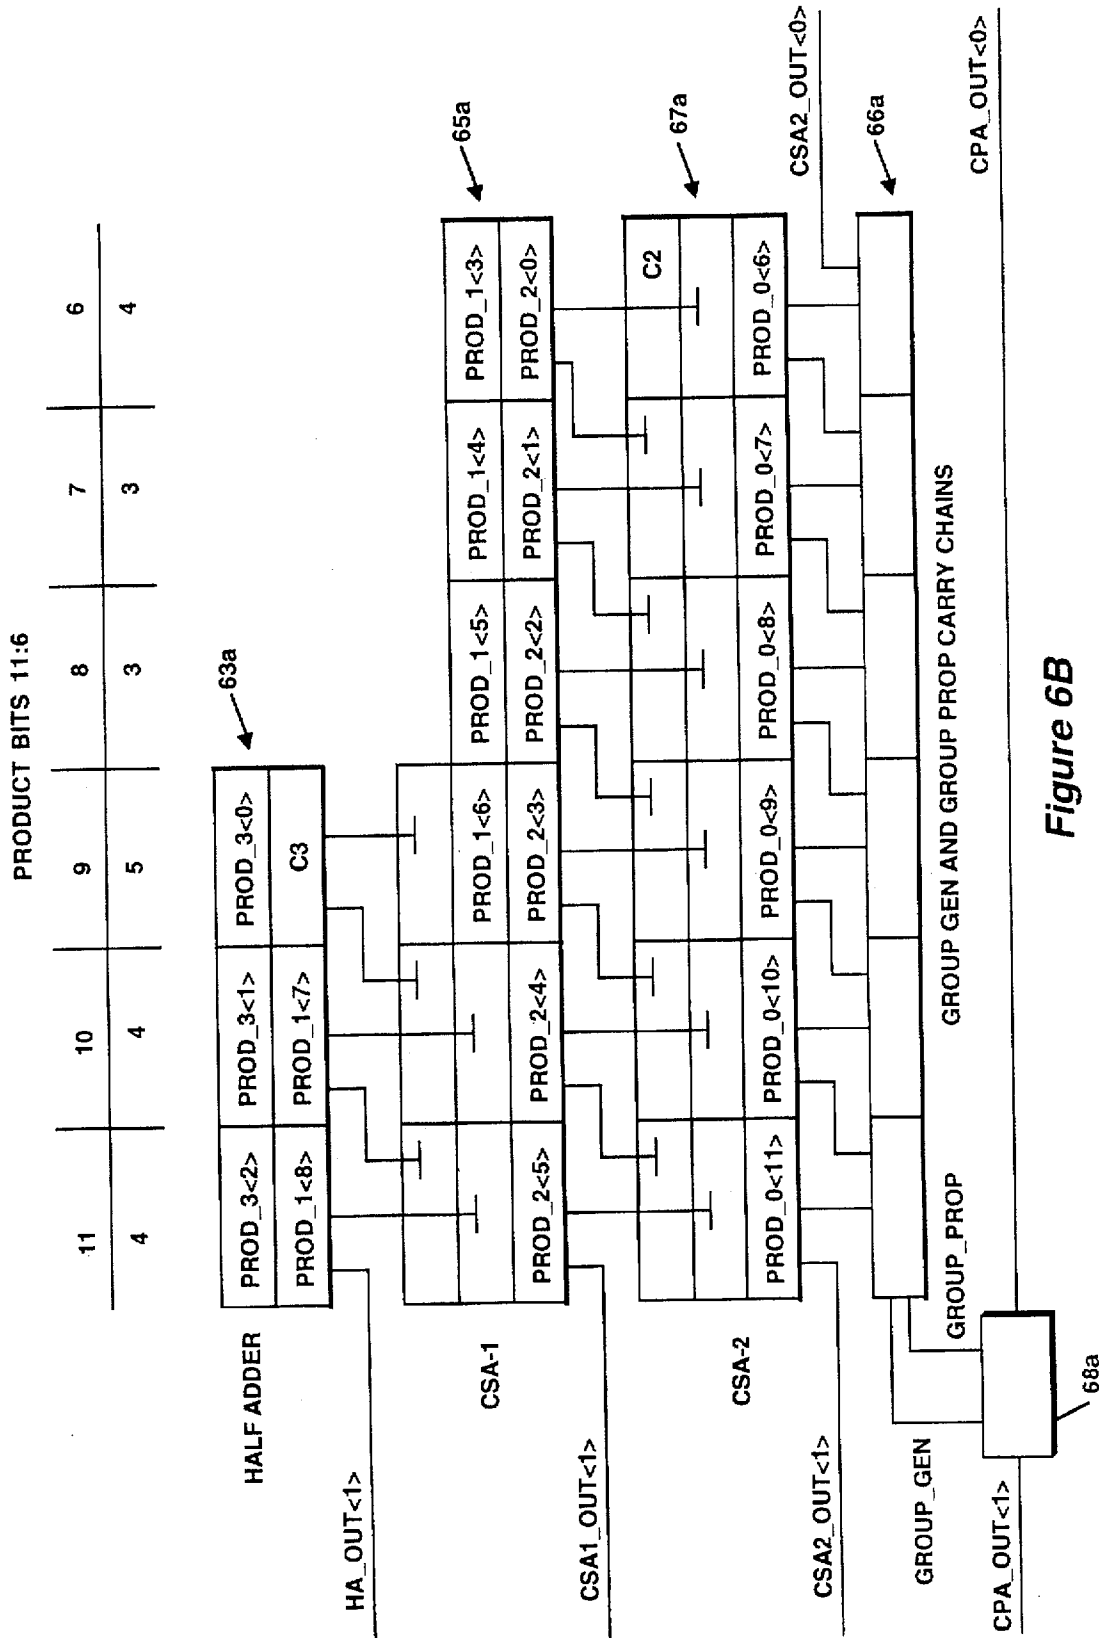 PRODUCT BITS 11:6
11 10 9 8 7 6
4 4 5 3 3 4
63a
HALF ADDER
PROD_3<2> PROD_3<1> PROD_3<0>
PROD_1<8> PROD_1<7> C3
HA_OUT<1>
65a
CSA-1
PROD_1<6> PROD_1<5> PROD_1<4> PROD_1<3>
PROD_2<5> PROD_2<4> PROD_2<3> PROD_2<2> PROD_2<1> PROD_2<0>
CSA1_OUT<1>
67a
CSA-2
C2
PROD_0<11> PROD_0<10> PROD_0<9> PROD_0<8> PROD_0<7> PROD_0<6>
CSA2_OUT<1>
CSA2_OUT<0>
66a
GROUP_GEN
GROUP_PROP
GROUP GEN AND GROUP PROP CARRY CHAINS
CPA_OUT<1>
CPA_OUT<0>
68a
Figure 6B